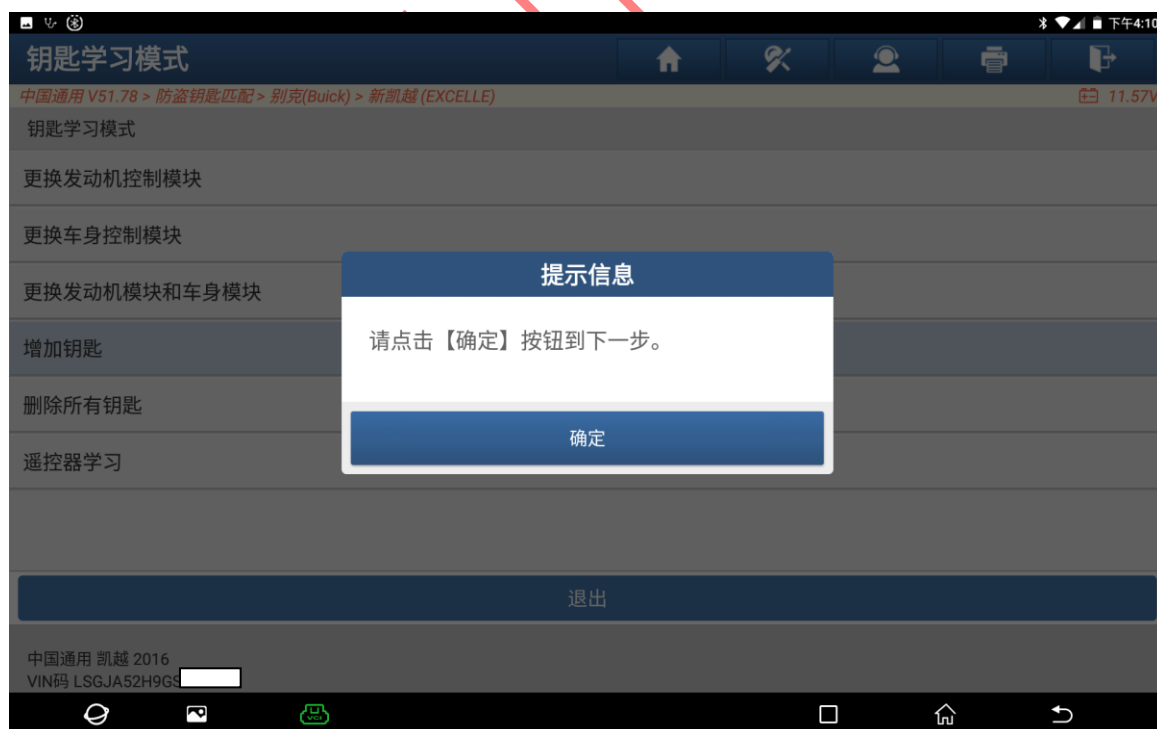 下午4:10
钥匙学习模式
中国通用 V51.78 > 防盗钥匙匹配 > 别克(Buick) > 新凯越 (EXCELLE)
11.57V
钥匙学习模式
更换发动机控制模块
更换车身控制模块
更换发动机模块和车身模块
增加钥匙
删除所有钥匙
遥控器学习
提示信息
请点击【确定】按钮到下一步。
确定
退出
中国通用 凯越 2016
VIN码 LSGJA52H9GS
VCI